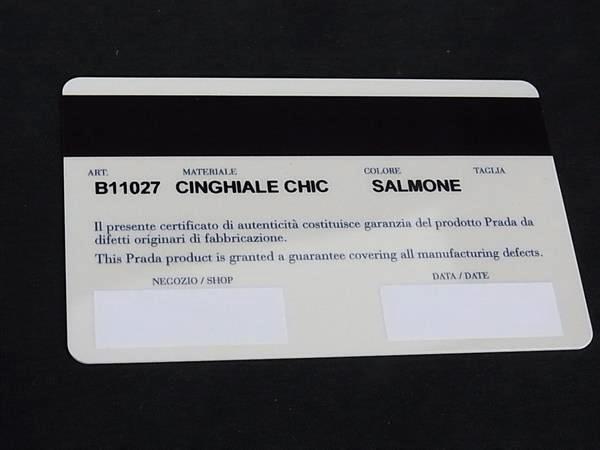 ART. MATERIALE COLORE TAGLIA
B11027 CINGHIALE CHIC SALMONE
Il presente certificato di autenticità costituisce garanzia del prodotto Prada da
difetti originari di fabbricazione.
This Prada product is granted a guarantee covering all manufacturing defects.
NEGOZIO / SHOP DATA / DATE